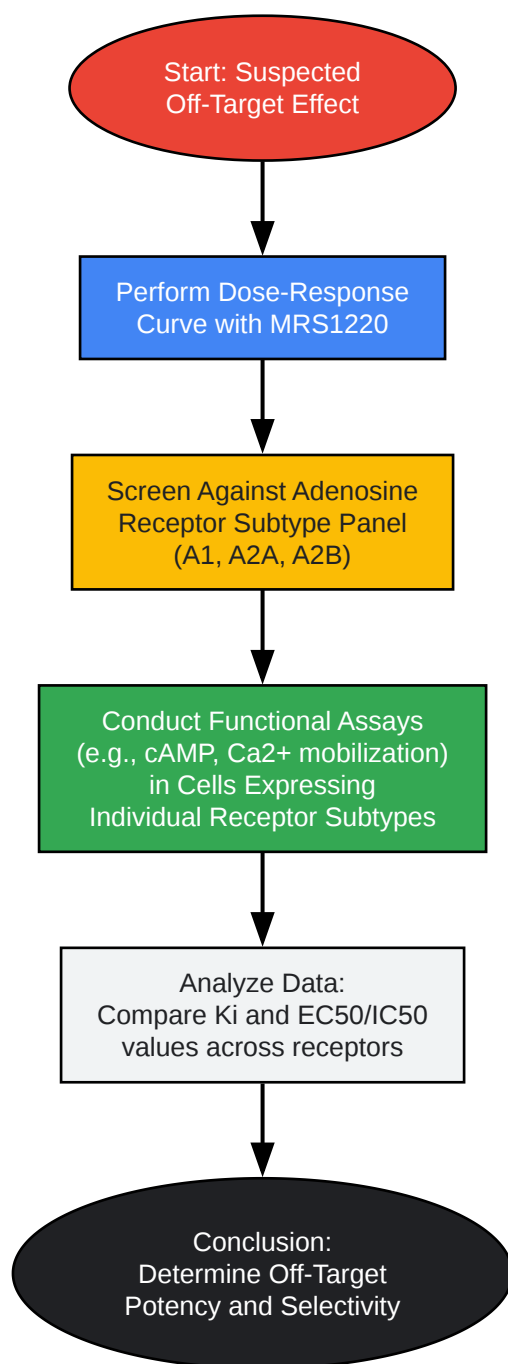 Start: Suspected
Off-Target Effect
Perform Dose-Response
Curve with MRS1220
Screen Against Adenosine
Receptor Subtype Panel
(A1, A2A, A2B)
Conduct Functional Assays
(e.g., cAMP, Ca2+ mobilization)
in Cells Expressing
Individual Receptor Subtypes
Analyze Data:
Compare Ki and EC50/IC50
values across receptors
Conclusion:
Determine Off-Target
Potency and Selectivity